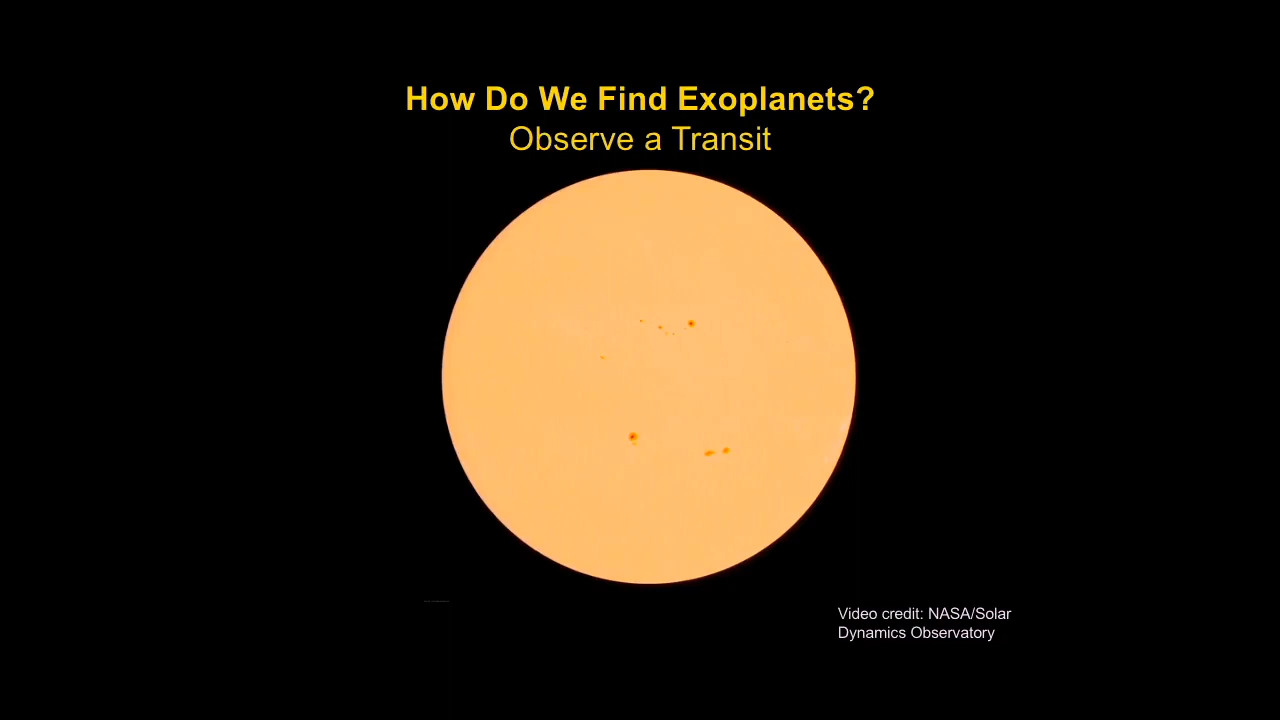 How Do We Find Exoplanets?
Observe a Transit
Video credit: NASA/Solar
Dynamics Observatory